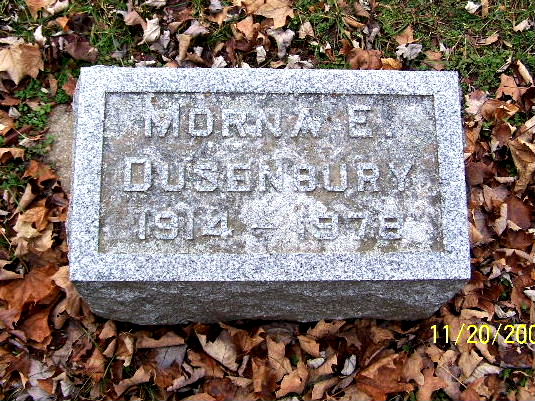 MORNA E.
DUSENBURY
1914 - 1978
11/20/200